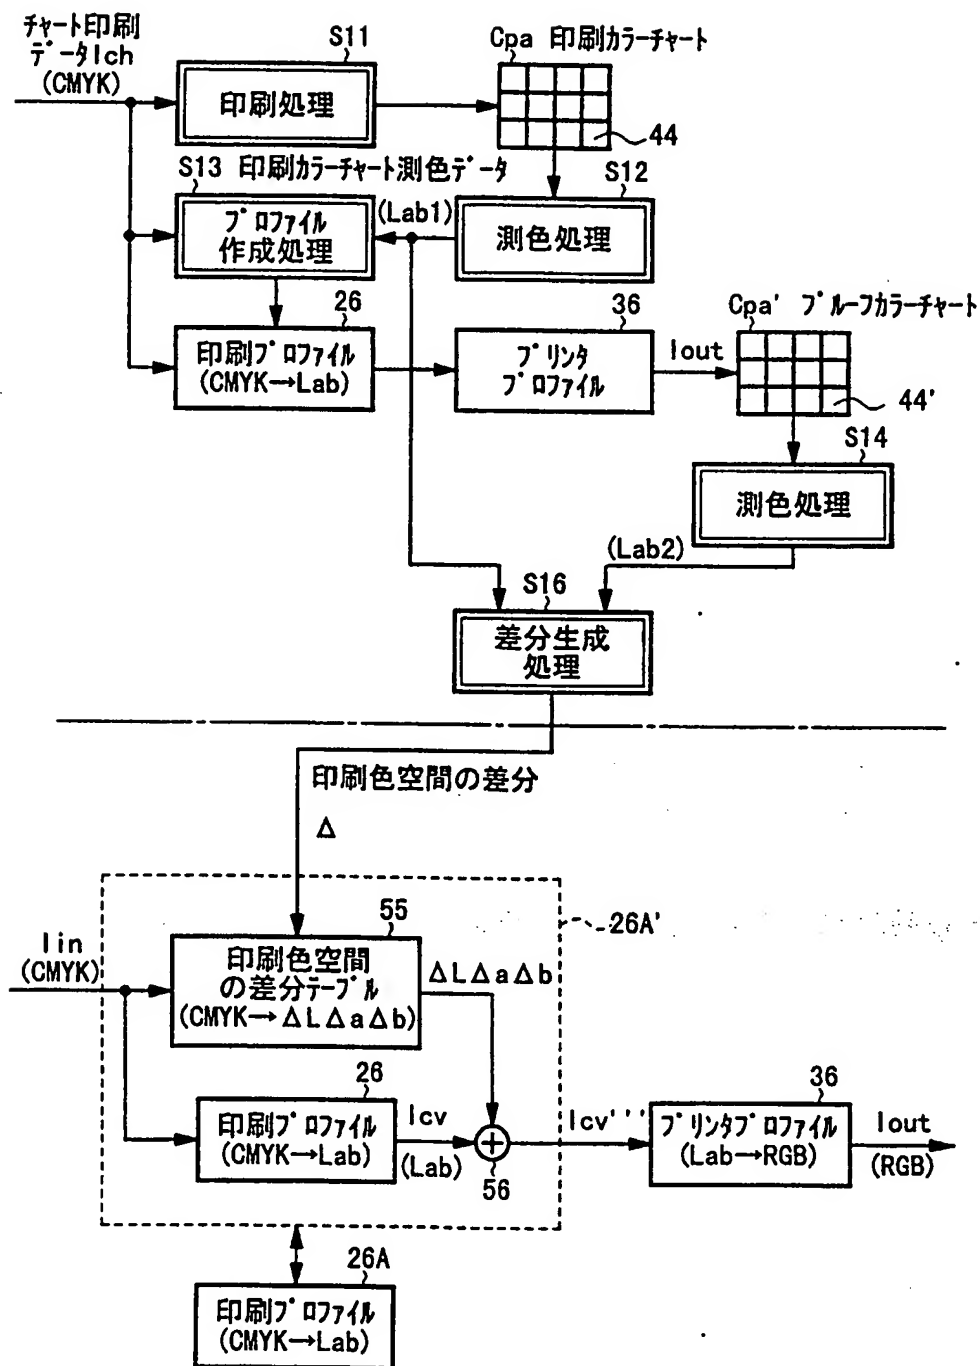 チャート印刷
データIch
(CMYK)
S11
印刷処理
Cpa 印刷カラーチャート
44
S13 印刷カラーチャート測色データ
(Lab1)
S12
プロファイル
作成処理
測色処理
26
印刷プロファイル
(CMYK→Lab)
36
プリンタ
プロファイル
Iout
Cpa' プルーフカラーチャート
44'
S14
測色処理
(Lab2)
S16
差分生成
処理
印刷色空間の差分
Δ
26A'
Iin
(CMYK)
55
印刷色空間
の差分テーブル
(CMYK→ΔLΔaΔb)
ΔLΔaΔb
26
印刷プロファイル
(CMYK→Lab)
Icv
(Lab)
+
56
Icv'''
36
プリンタプロファイル
(Lab→RGB)
Iout
(RGB)
26A
印刷プロファイル
(CMYK→Lab)